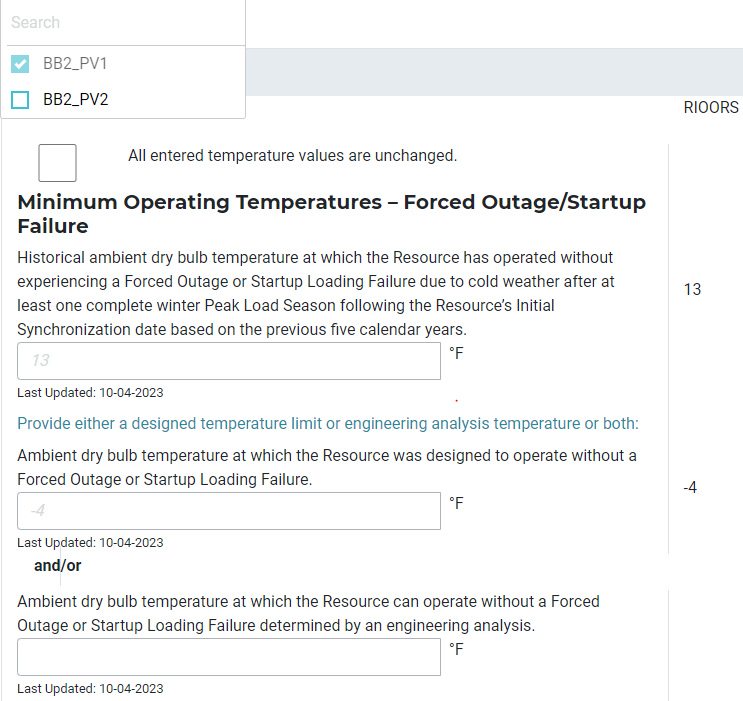 Search
BB2_PV1
BB2_PV2
RIOORS
All entered temperature values are unchanged.
Minimum Operating Temperatures – Forced Outage/Startup
Failure
Historical ambient dry bulb temperature at which the Resource has operated without
experiencing a Forced Outage or Startup Loading Failure due to cold weather after at
least one complete winter Peak Load Season following the Resource's Initial
Synchronization date based on the previous five calendar years.
13
13 °F
Last Updated: 10-04-2023
Provide either a designed temperature limit or engineering analysis temperature or both:
Ambient dry bulb temperature at which the Resource was designed to operate without a
Forced Outage or Startup Loading Failure.
-4
-4 °F
Last Updated: 10-04-2023
and/or
Ambient dry bulb temperature at which the Resource can operate without a Forced
Outage or Startup Loading Failure determined by an engineering analysis.
°F
Last Updated: 10-04-2023